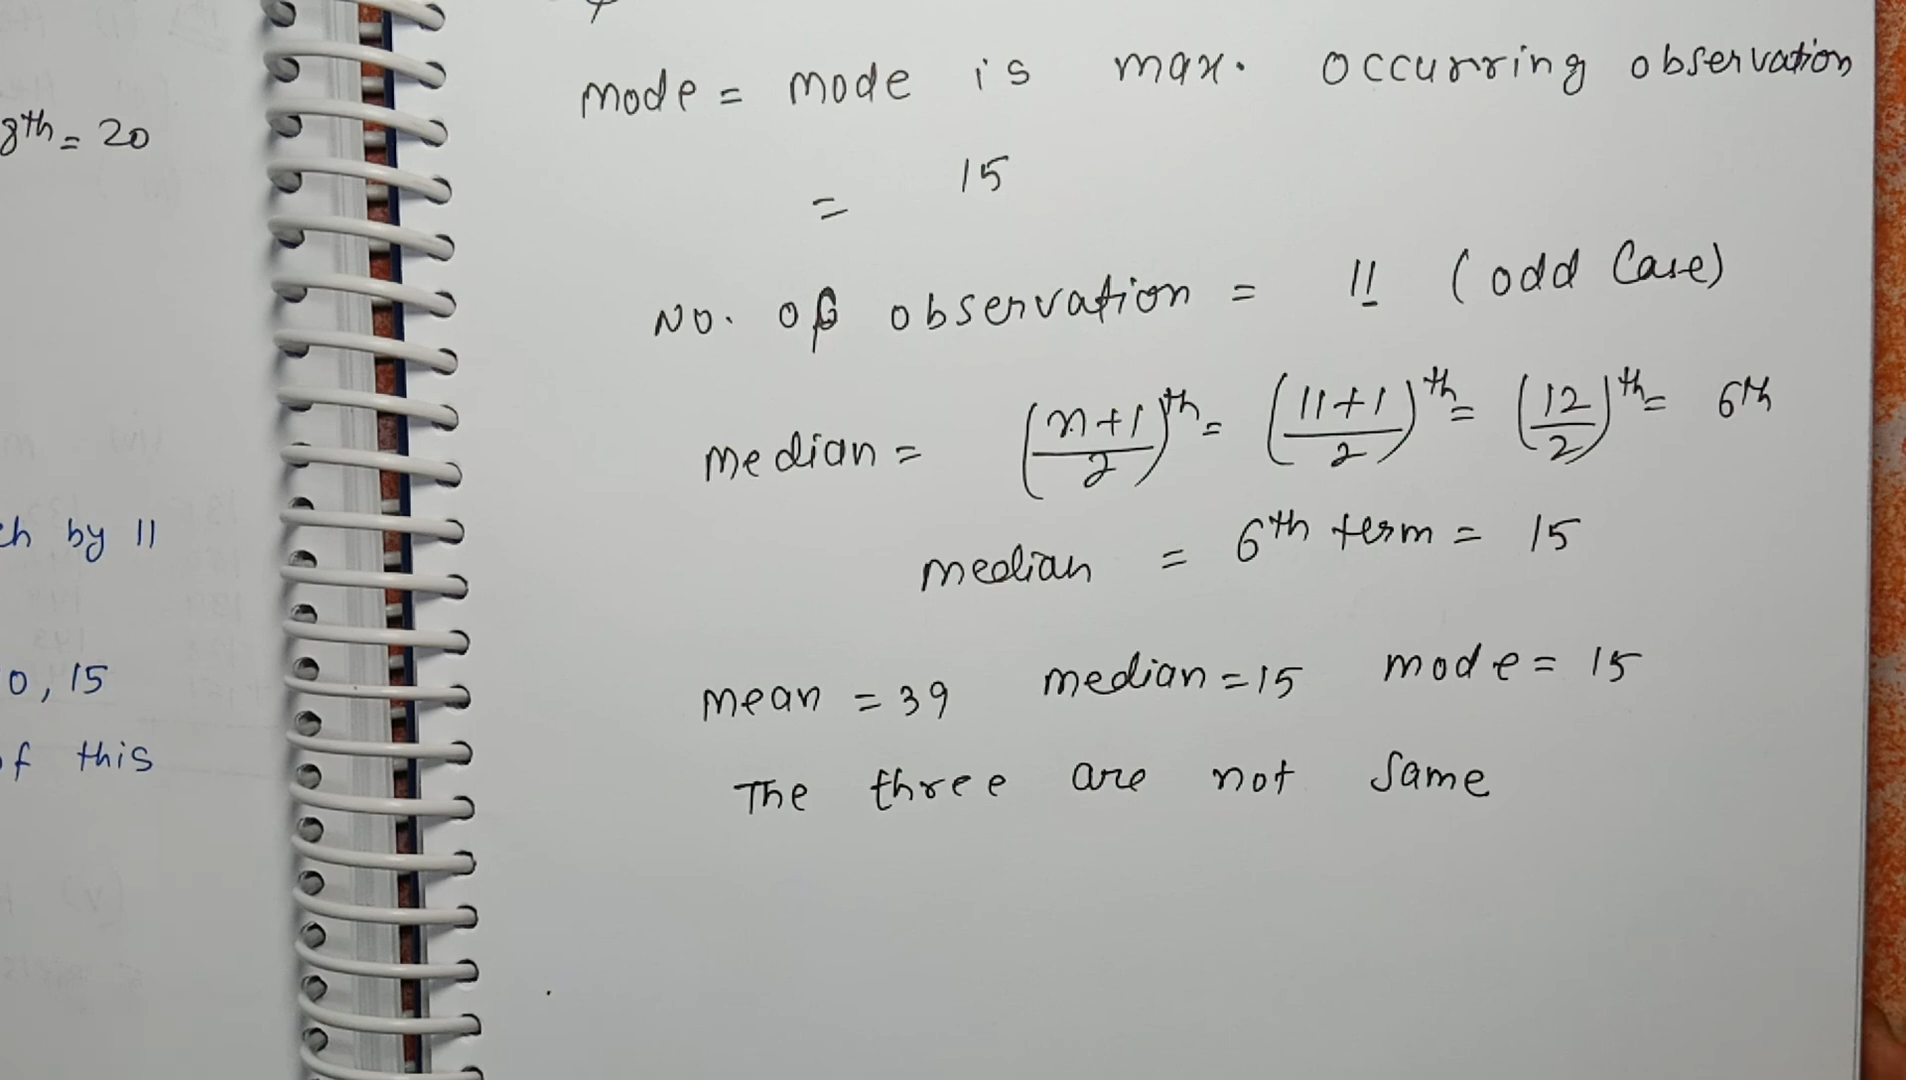 8th = 20
by 11
0, 15
this
mode = mode is max. occurring observation
= 15
NO. of observation = 11 (odd Case)
median = (n+1/2)th = (11+1/2)th = (12/2)th = 6th
median = 6th term = 15
mean = 39 median = 15 mode = 15
The three are not same